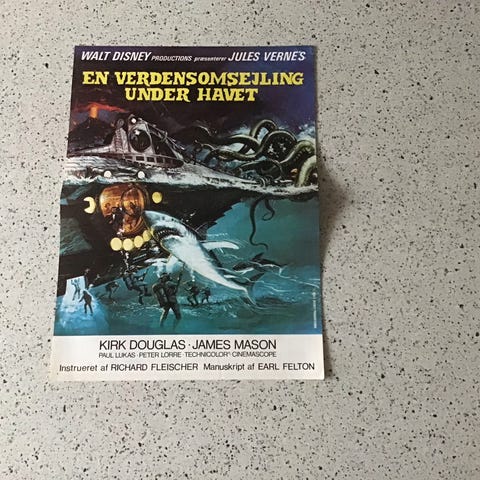 WALT DISNEY PRODUCTIONS præsenterer JULES VERNE'S
EN VERDENSOMSEJLING
UNDER HAVET
KIRK DOUGLAS · JAMES MASON
PAUL LUKAS · PETER LORRE · TECHNICOLOR® CINEMASCOPE
Instrueret af RICHARD FLEISCHER Manuskript af EARL FELTON